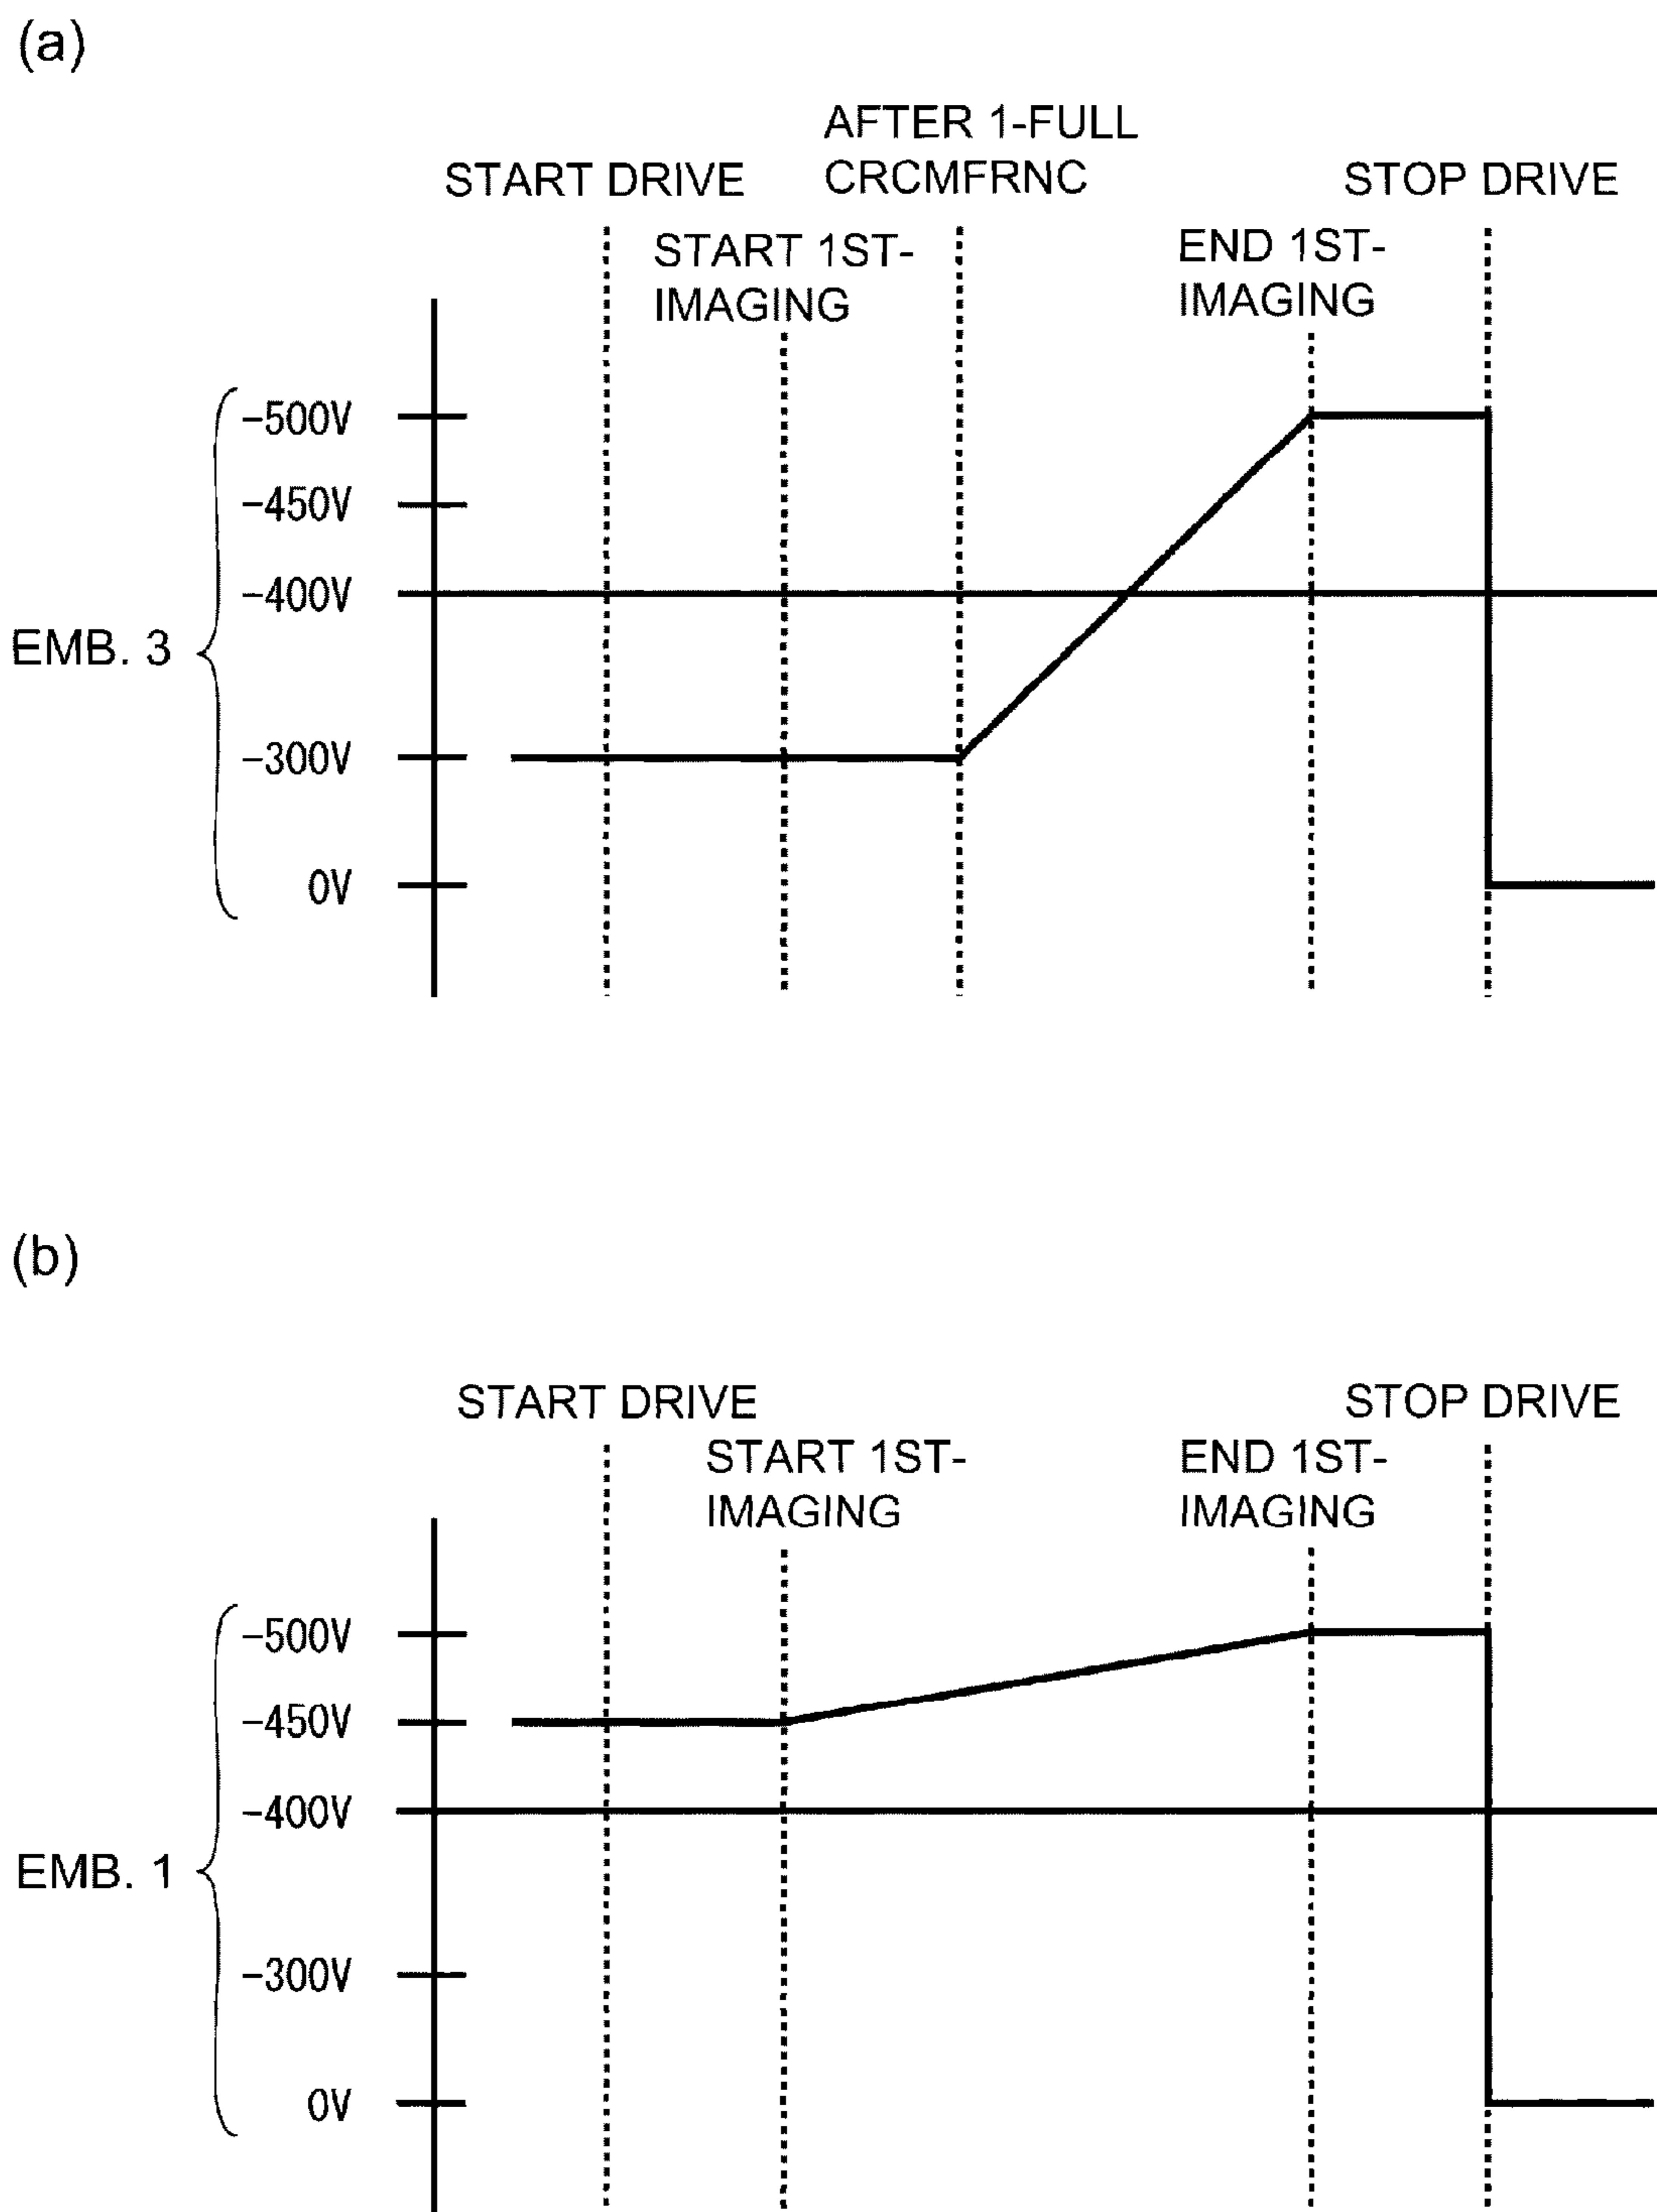 (a)
AFTER 1-FULL
CRCMFRNC
START DRIVE
STOP DRIVE
START 1ST-
IMAGING
END 1ST-
IMAGING
-500V
-450V
-400V
EMB. 3
-300V
0V
(b)
START DRIVE
STOP DRIVE
START 1ST-
IMAGING
END 1ST-
IMAGING
-500V
-450V
-400V
EMB. 1
-300V
0V